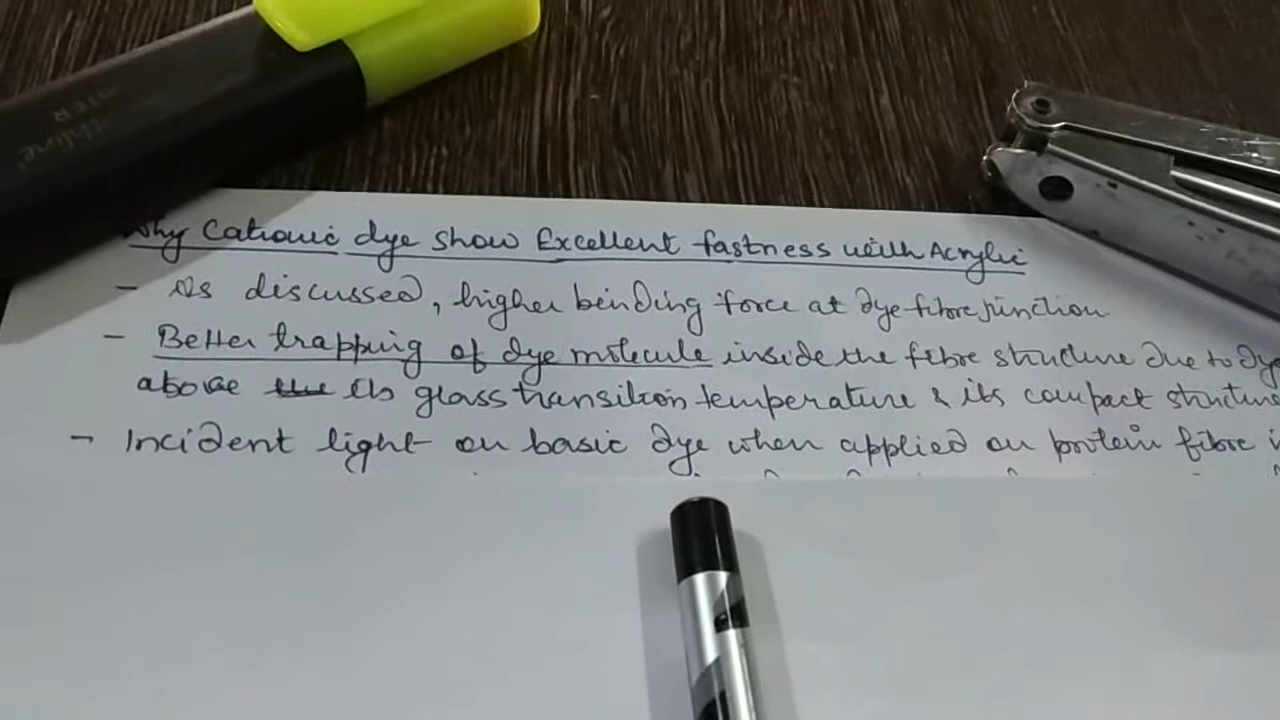 Why Cationic dye show Excellent fastness with Acrylic
- As discussed, higher beinding force at dye fibre junction
- Better trapping of dye molecule inside the fibre structure due to dye
above its glass transition temperature & its compact structure
- Incident light on basic dye when applied on protein fibre i